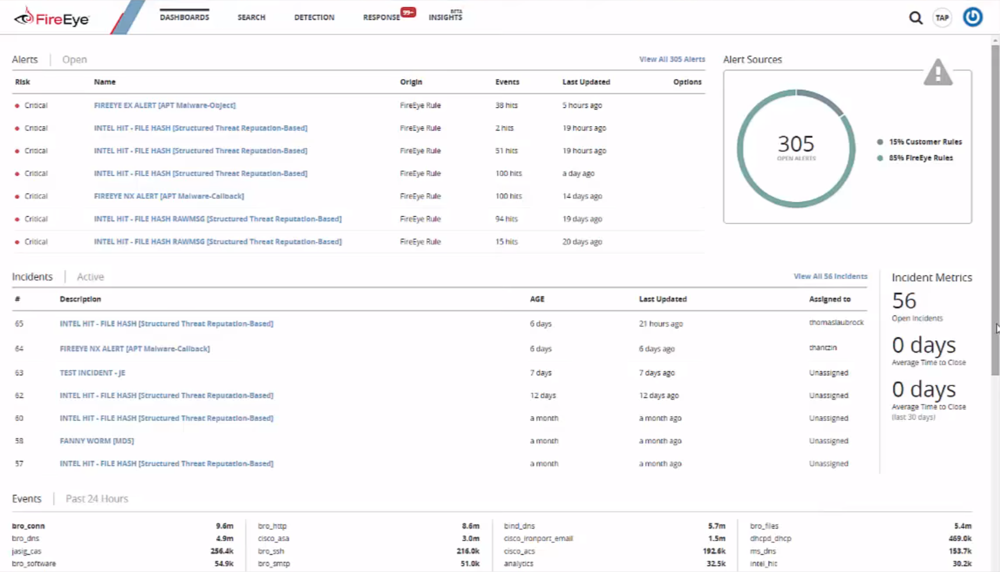 FireEye
DASHBOARDS SEARCH DETECTION RESPONSE 99+ INSIGHTS BETA TAP
Alerts Open View All 305 Alerts
Risk Name Origin Events Last Updated Options
Critical FIREEYE EX ALERT [APT Malware-Object] FireEye Rule 38 hits 5 hours ago
Critical INTEL HIT - FILE HASH [Structured Threat Reputation-Based] FireEye Rule 2 hits 19 hours ago
Critical INTEL HIT - FILE HASH [Structured Threat Reputation-Based] FireEye Rule 51 hits 19 hours ago
Critical INTEL HIT - FILE HASH [Structured Threat Reputation-Based] FireEye Rule 100 hits a day ago
Critical FIREEYE NX ALERT [APT Malware-Callback] FireEye Rule 100 hits 14 days ago
Critical INTEL HIT - FILE HASH RAWMSG [Structured Threat Reputation-Based] FireEye Rule 94 hits 19 days ago
Critical INTEL HIT - FILE HASH RAWMSG [Structured Threat Reputation-Based] FireEye Rule 15 hits 20 days ago
Alert Sources
305
OPEN ALERTS
15% Customer Rules
85% FireEye Rules
Incidents Active View All 56 Incidents
# Description AGE Last Updated Assigned to
65 INTEL HIT - FILE HASH [Structured Threat Reputation-Based] 6 days 21 hours ago thomaslaubrock
64 FIREEYE NX ALERT [APT Malware-Callback] 6 days 6 days ago thantzin
63 TEST INCIDENT - JE 7 days 7 days ago Unassigned
62 INTEL HIT - FILE HASH [Structured Threat Reputation-Based] 12 days 12 days ago Unassigned
60 INTEL HIT - FILE HASH [Structured Threat Reputation-Based] a month a month ago Unassigned
58 FANNY WORM [MD5] a month a month ago Unassigned
57 INTEL HIT - FILE HASH [Structured Threat Reputation-Based] a month a month ago Unassigned
Incident Metrics
56
Open Incidents
0 days
Average Time to Close
0 days
Average Time to Close
(last 30 days)
Events Past 24 Hours
bro_conn 9.6m bro_http 8.6m bind_dns 5.7m bro_files 5.4m
bro_dns 4.9m cisco_asa 3.0m cisco_ironport_email 1.5m dhcpd_dhcp 469.0k
jasig_cas 256.4k bro_ssh 216.0k cisco_acs 192.6k ms_dns 153.7k
bro_software 54.9k bro_smtp 51.0k analytics 32.5k intel_hit 30.2k